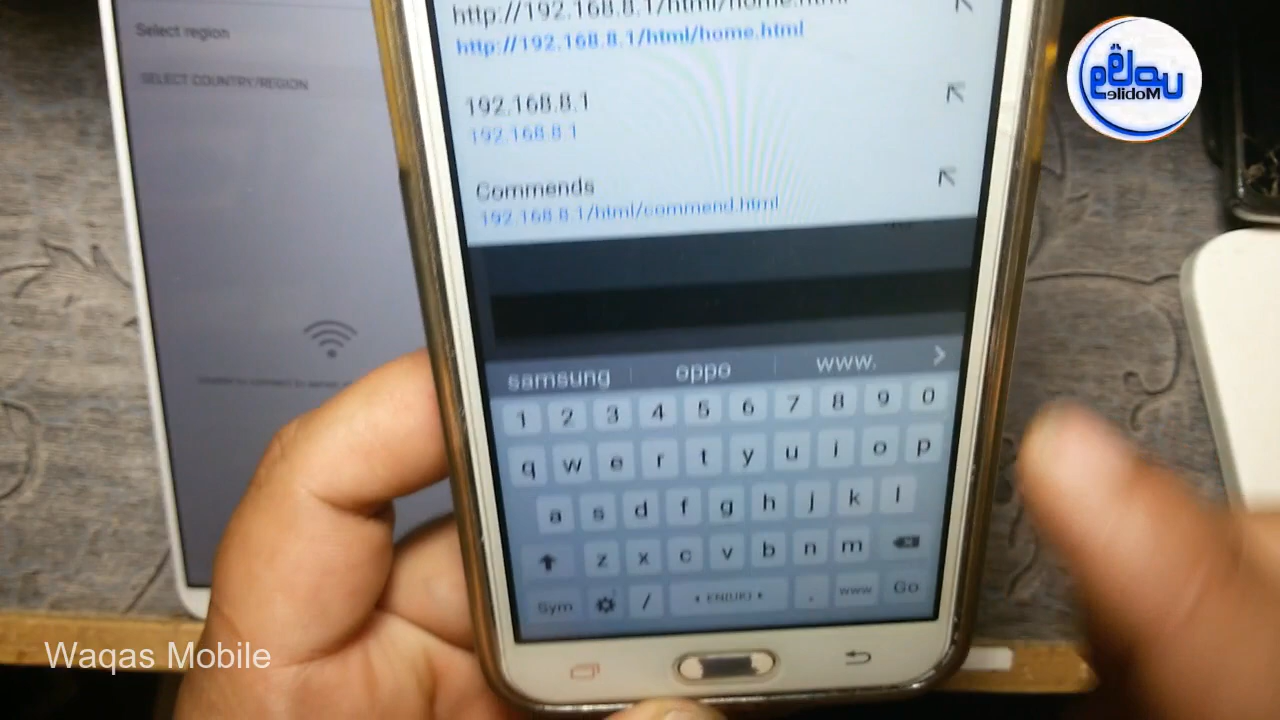 Select region
SELECT COUNTRY/REGION
http://192.168.8.1/html/home.html
http://192.168.8.1/html/home.html
192.168.8.1
192.168.8.1
Commends
192.168.8.1/html/commend.html
samsung oppo www.
1 2 3 4 5 6 7 8 9 0
q w e r t y u i o p
a s d f g h j k l
z x c v b n m
Sym / EN(UK) . www Go
Mobile
Waqas Mobile